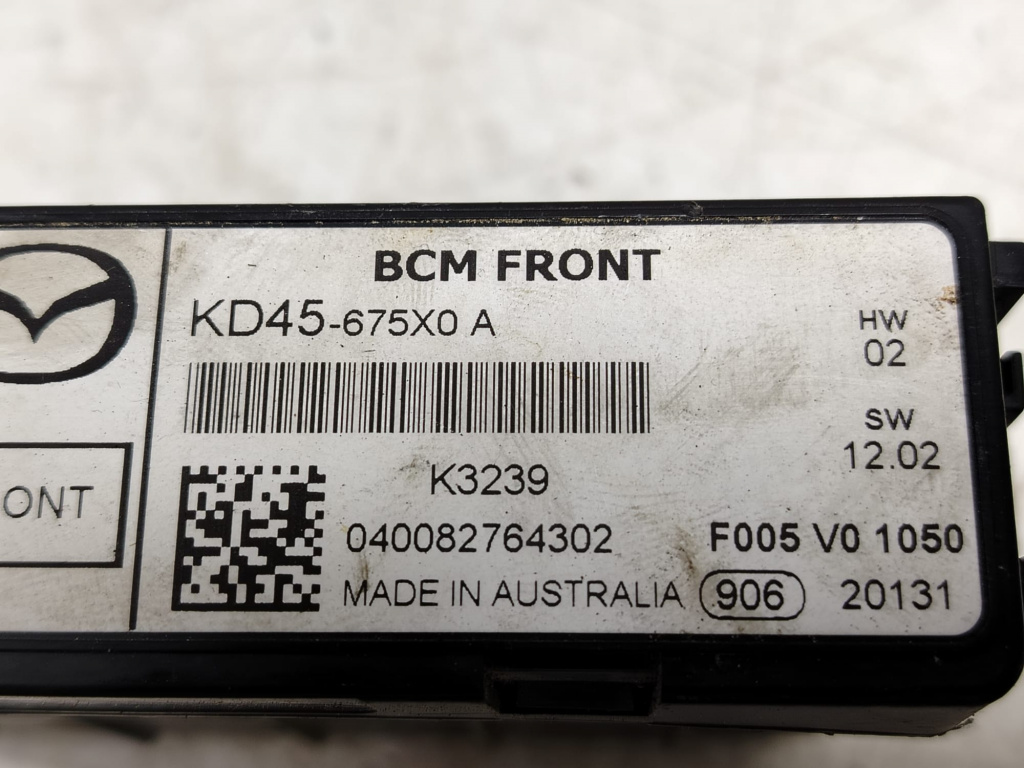 BCM FRONT
KD45-675X0 A
HW
02
SW
12.02
K3239
ONT
040082764302
F005 V0 1050
MADE IN AUSTRALIA 906 20131